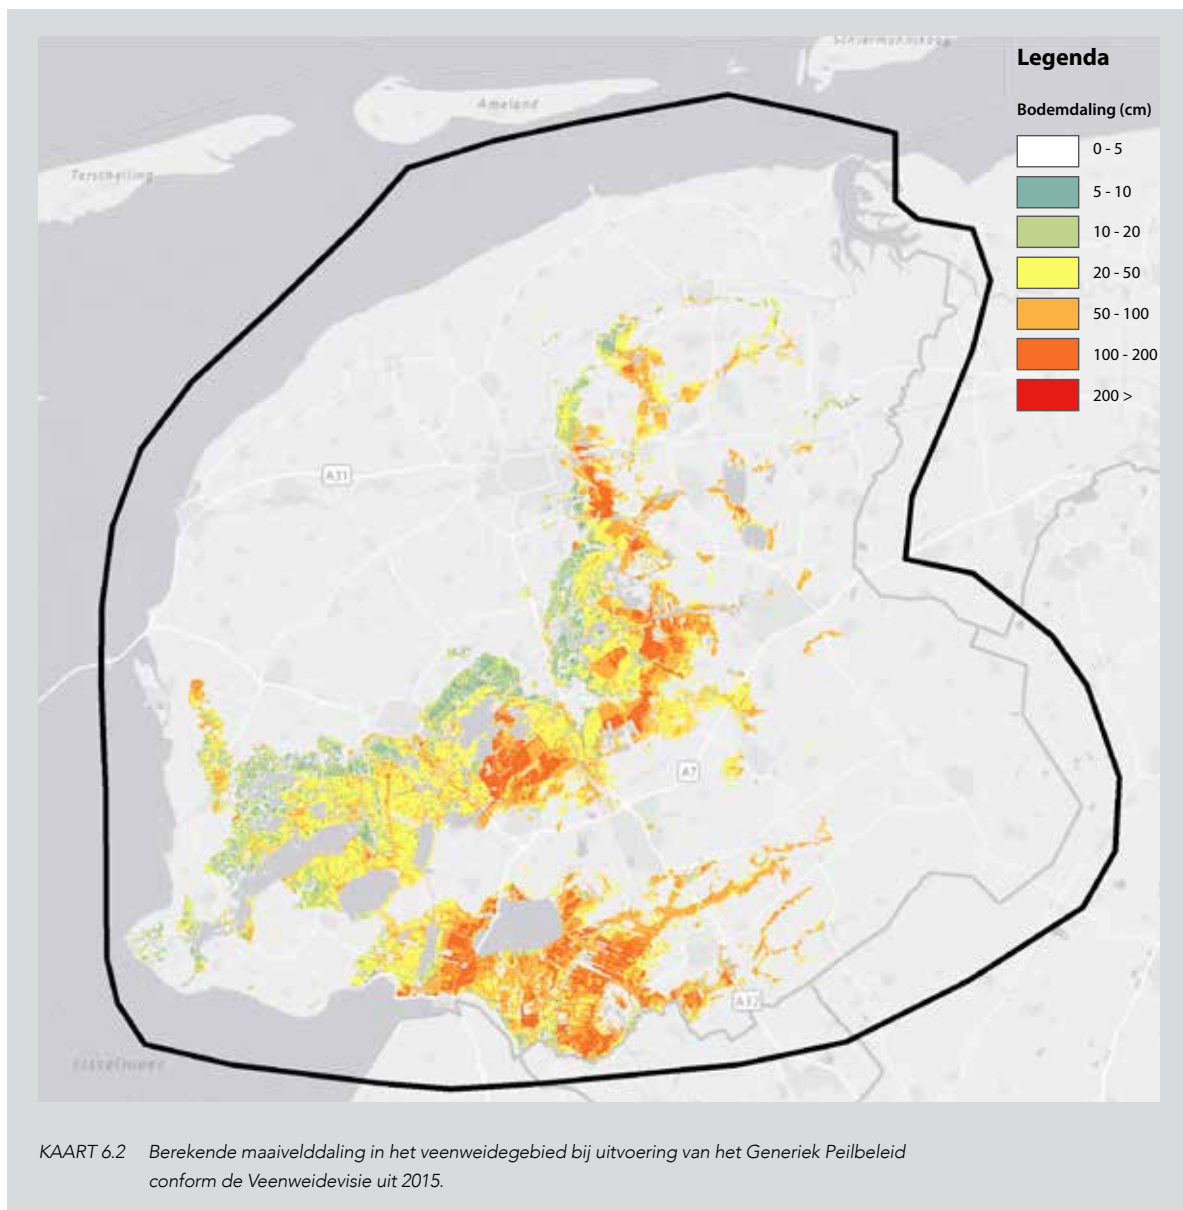 Schiermonnikoog
Ameland
Terschelling
Legenda
Bodemdaling (cm)
0 - 5
5 - 10
10 - 20
20 - 50
50 - 100
100 - 200
200 >
A31
A7
A32
IJsselmeer
KAART 6.2 Berekende maaivelddaling in het veenweidegebied bij uitvoering van het Generiek Peilbeleid
conform de Veenweidevisie uit 2015.